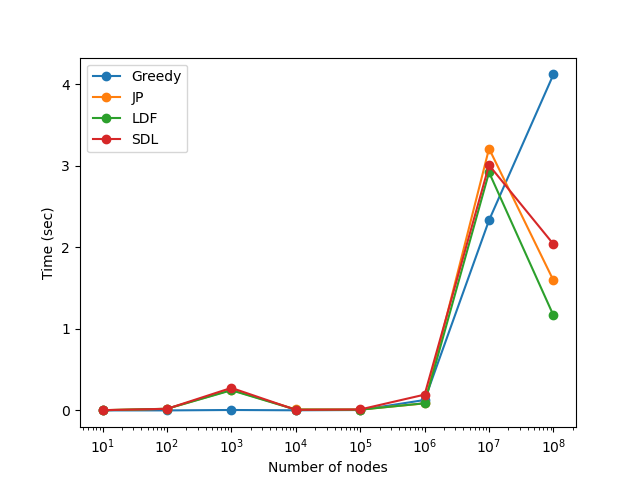 Greedy
JP
LDF
SDL
4
3
2
1
0
Time (sec)
10¹ 10² 10³ 10⁴ 10⁵ 10⁶ 10⁷ 10⁸
Number of nodes